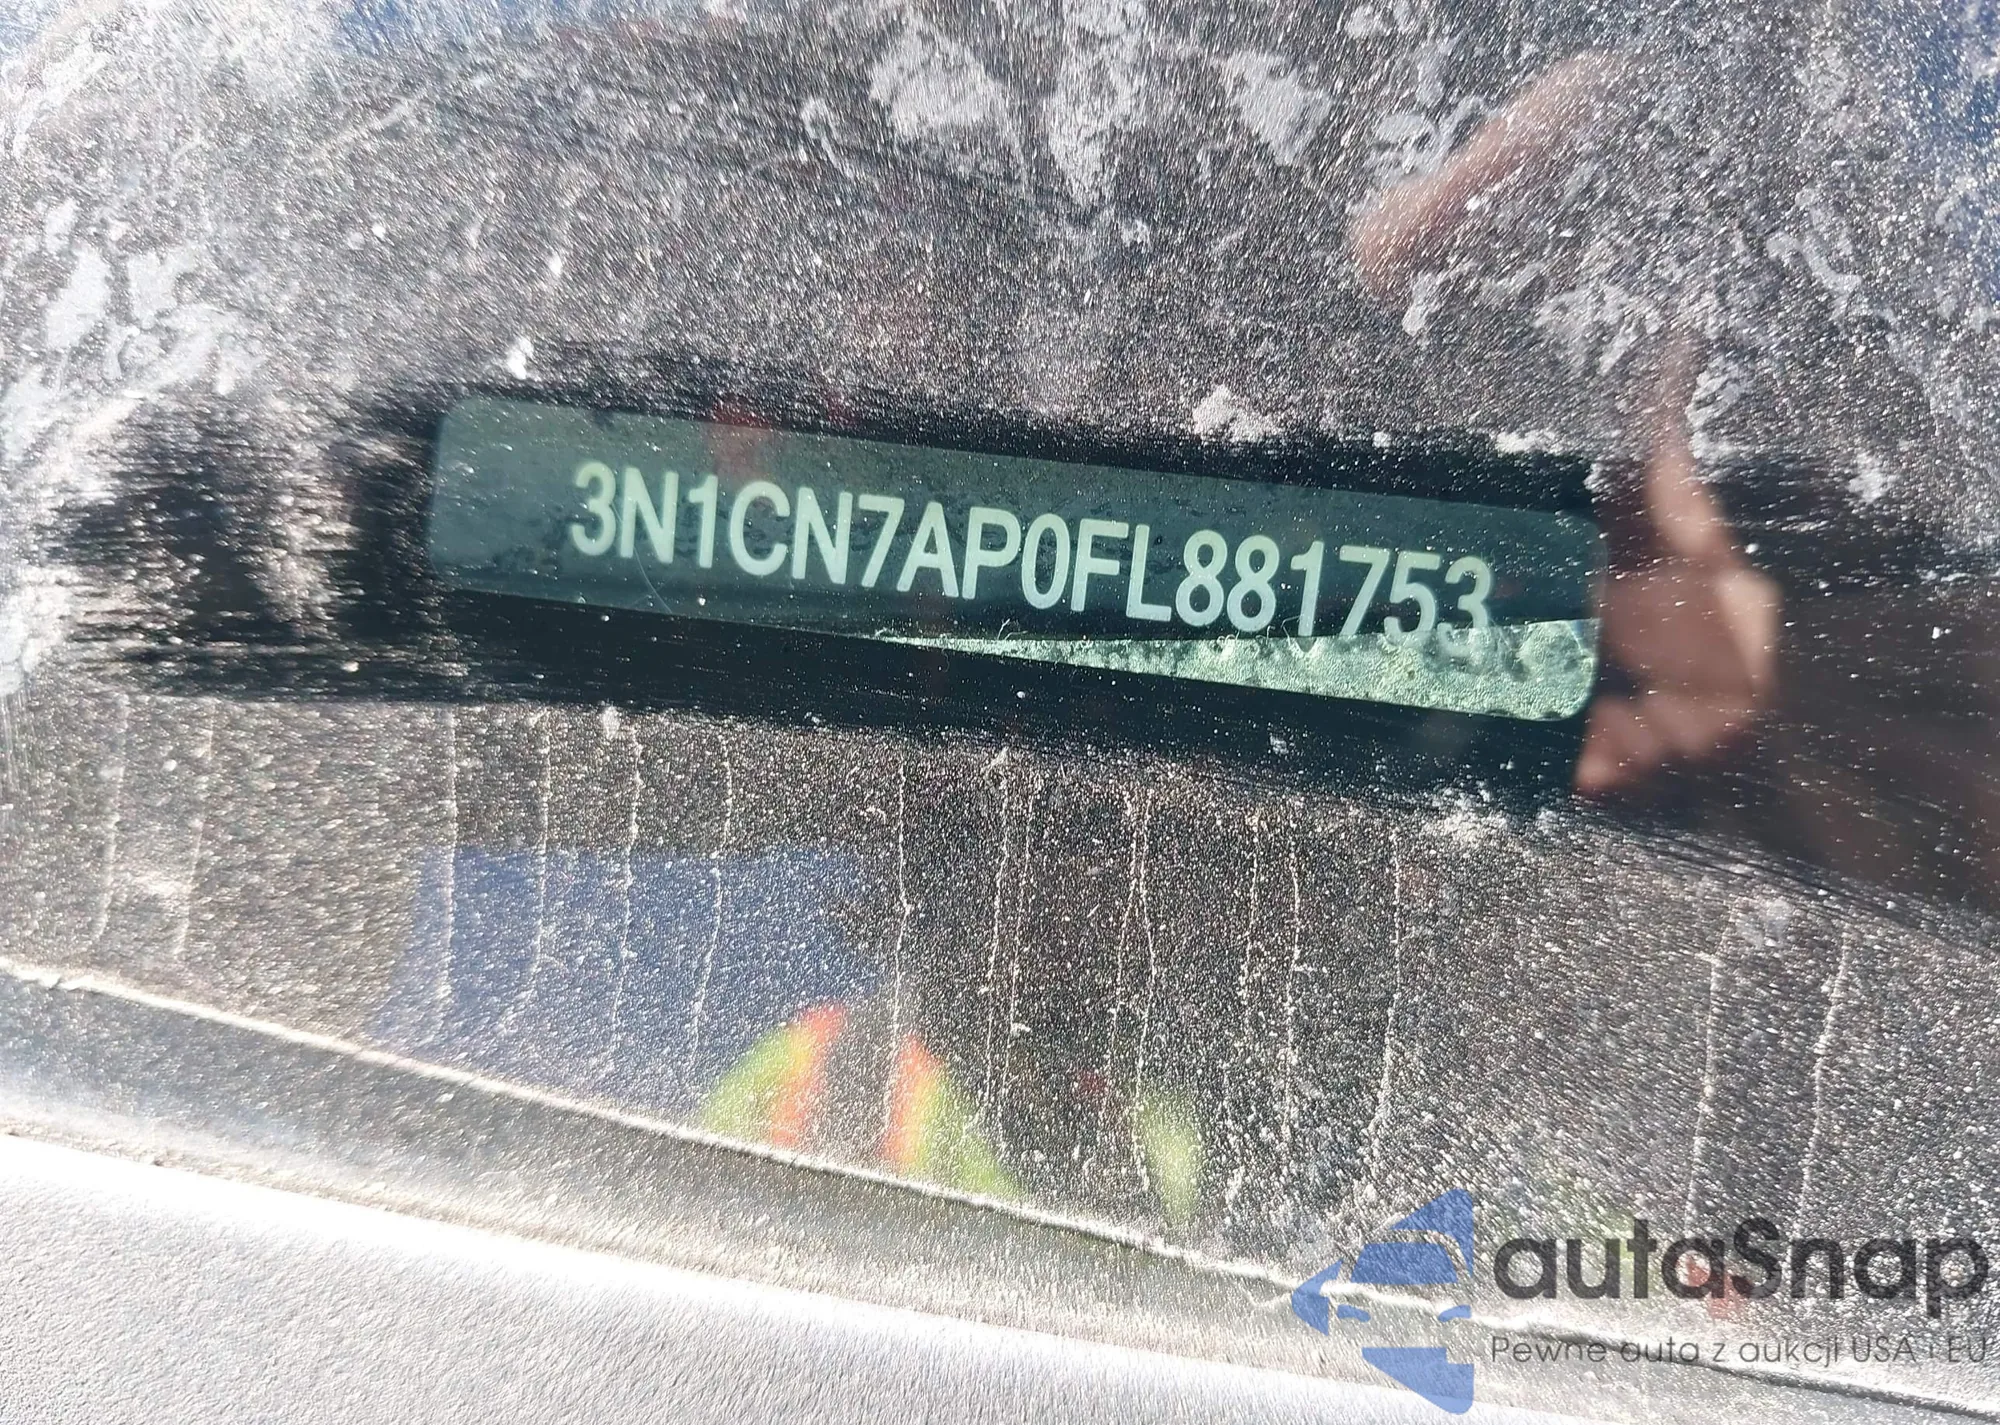 3N1CN7AP0FL881753
autaSnap
Pewne auta z aukcji USA i EU